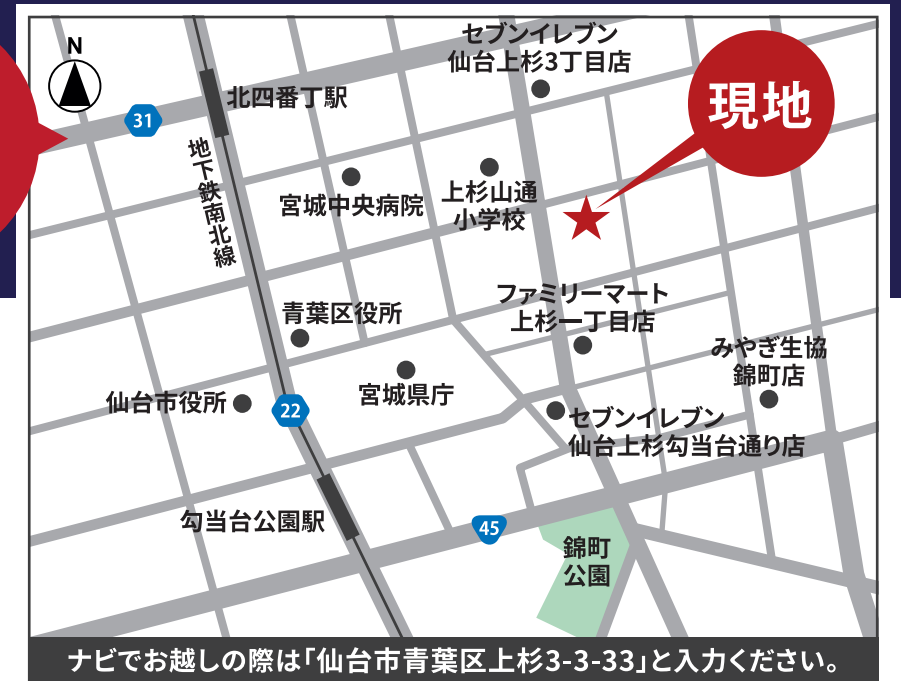 N
セブンイレブン
仙台上杉3丁目店
現地
北四番丁駅
31
地下鉄南北線
宮城中央病院
上杉山通
小学校
ファミリーマート
上杉一丁目店
青葉区役所
みやぎ生協
錦町店
宮城県庁
仙台市役所
22
セブンイレブン
仙台上杉勾当台通り店
勾当台公園駅
45
錦町
公園
ナビでお越しの際は「仙台市青葉区上杉3-3-33」と入力ください。